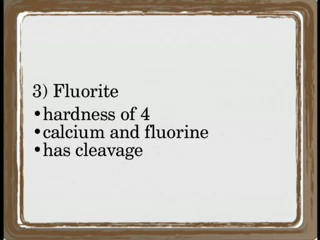 3) Fluorite
•hardness of 4
•calcium and fluorine
•has cleavage